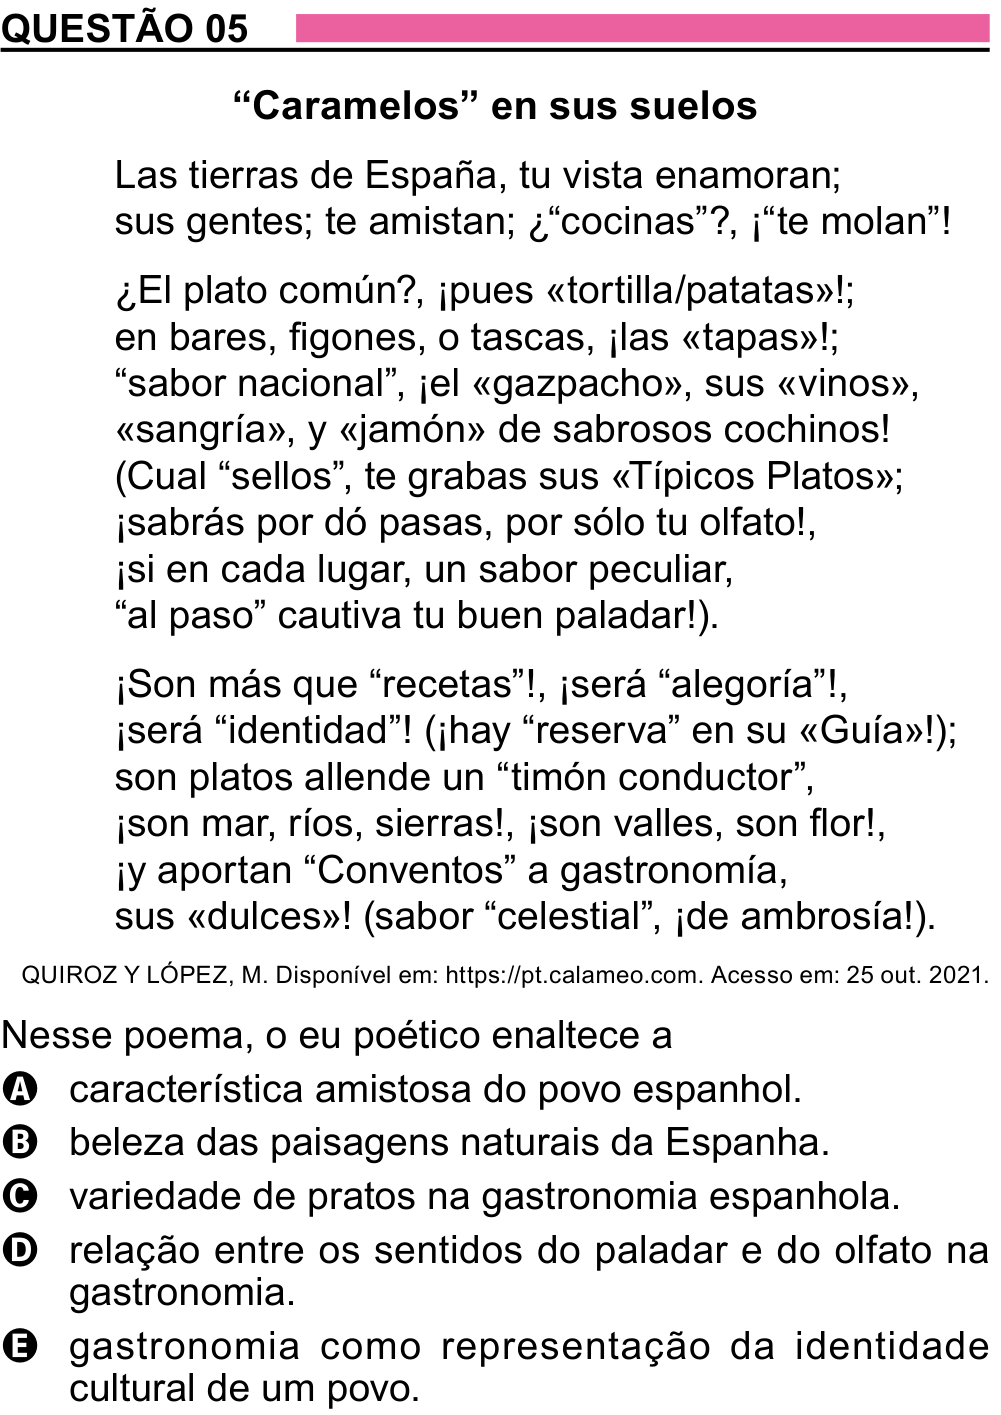 QUESTÃO 05
“Caramelos” en sus suelos
Las tierras de España, tu vista enamoran;
sus gentes; te amistan; ¿“cocinas”?, ¡“te molan”!
¿El plato común?, ¡pues «tortilla/patatas»!;
en bares, figones, o tascas, ¡las «tapas»!;
“sabor nacional”, ¡el «gazpacho», sus «vinos»,
«sangría», y «jamón» de sabrosos cochinos!
(Cual “sellos”, te grabas sus «Típicos Platos»;
¡sabrás por dó pasas, por sólo tu olfato!,
¡si en cada lugar, un sabor peculiar,
“al paso” cautiva tu buen paladar!).
¡Son más que “recetas”!, ¡será “alegoría”!,
¡será “identidad”! (¡hay “reserva” en su «Guía»!);
son platos allende un “timón conductor”,
¡son mar, ríos, sierras!, ¡son valles, son flor!,
¡y aportan “Conventos” a gastronomía,
sus «dulces»! (sabor “celestial”, ¡de ambrosía!).
QUIROZ Y LÓPEZ, M. Disponível em: https://pt.calameo.com. Acesso em: 25 out. 2021.
Nesse poema, o eu poético enaltece a
A característica amistosa do povo espanhol.
B beleza das paisagens naturais da Espanha.
C variedade de pratos na gastronomia espanhola.
D relação entre os sentidos do paladar e do olfato na
gastronomia.
E gastronomia como representação da identidade
cultural de um povo.